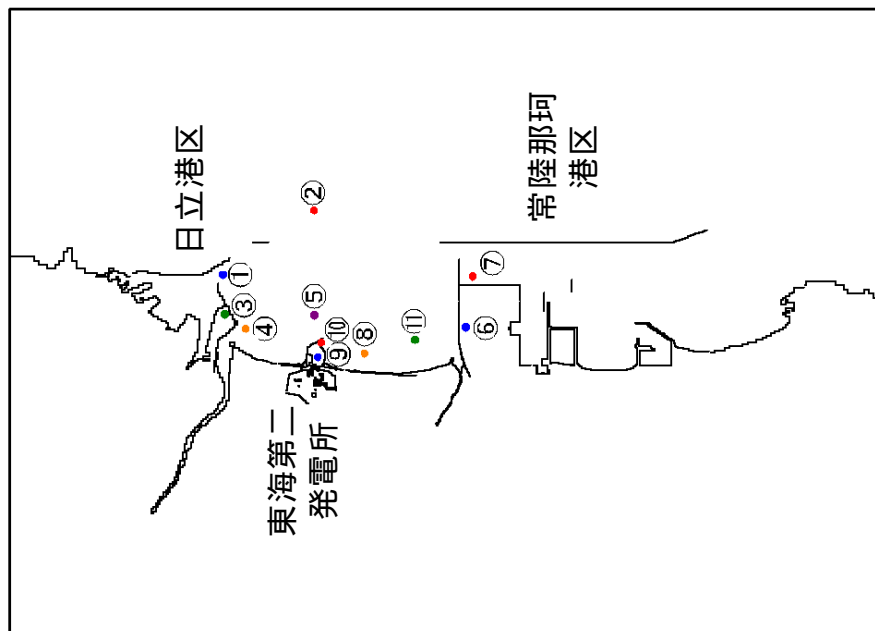 日立港区
常陸那珂
港区
東海第二
発電所
①
②
③
④
⑤
⑥
⑦
⑧
⑨
⑩
⑪